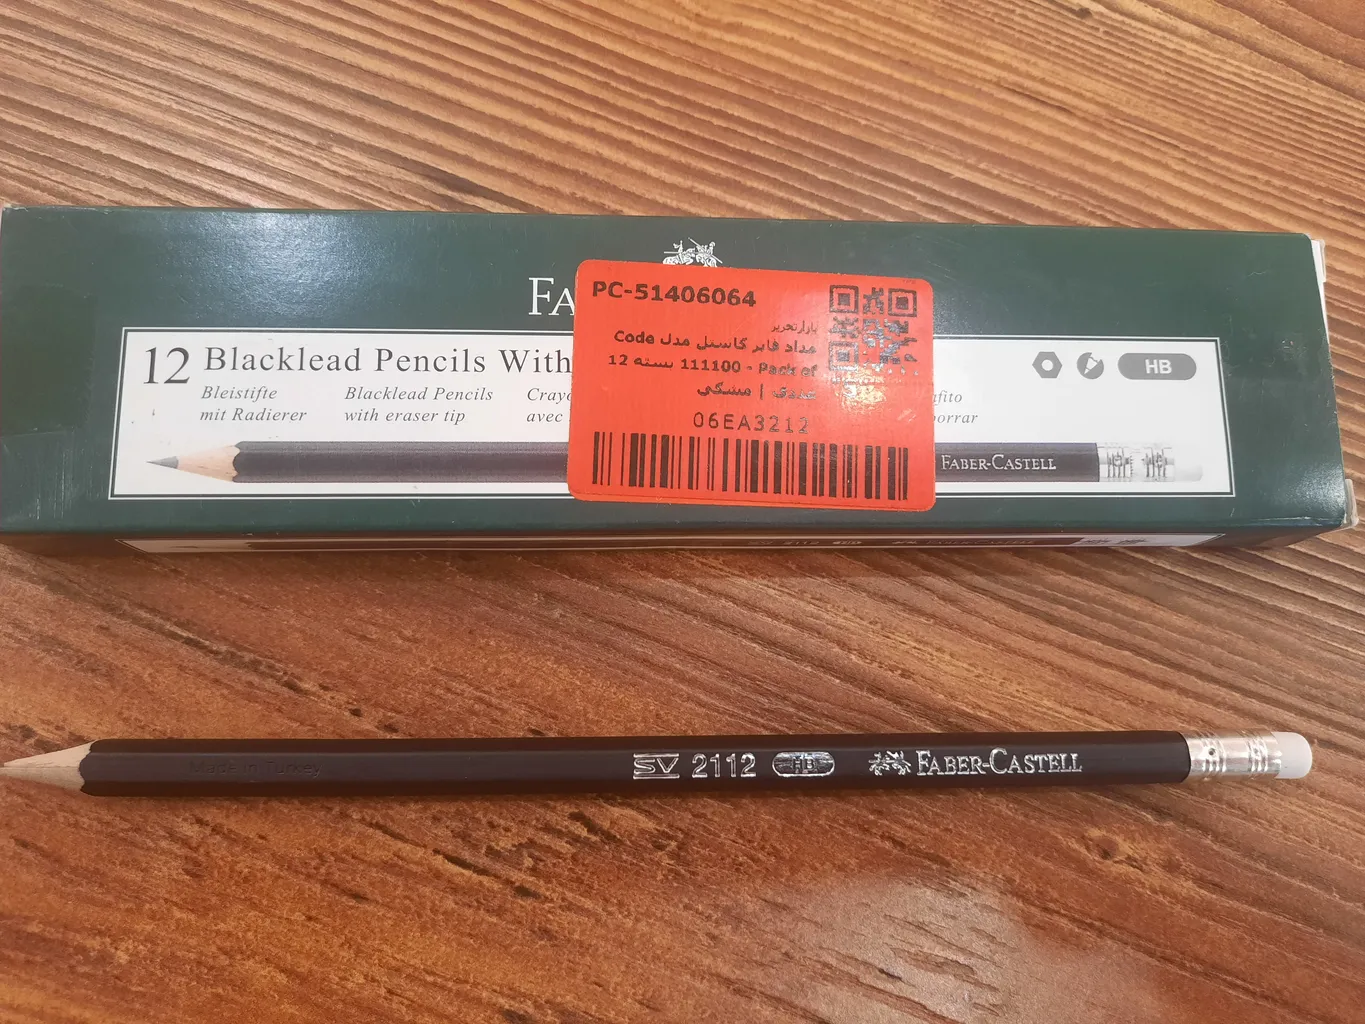 FA
12 Blacklead Pencils With
HB
Bleistifte
mit Radierer
Blacklead Pencils
with eraser tip
Crayo
avec
afito
borrar
FABER-CASTELL
PC-51406064
بازارتحریر
مداد فابر کاستل مدل Code
111100 - Pack of بسته 12
عددی | مشکی
06EA3212
Made in Turkey
SV 2112 HB FABER-CASTELL